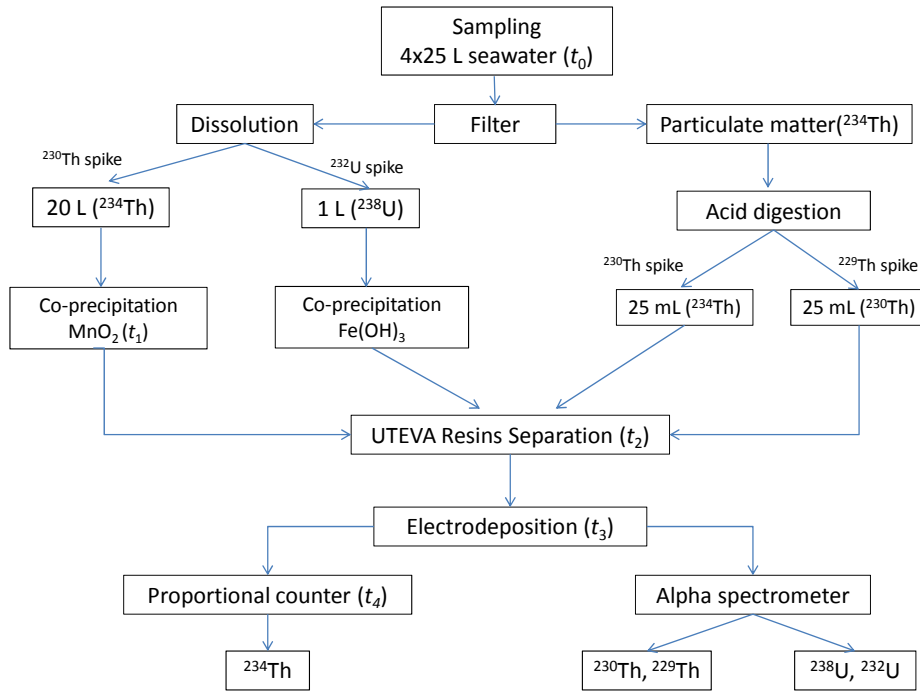 Sampling
4x25 L seawater (t₀)
Dissolution
Filter
Particulate matter(²³⁴Th)
²³⁰Th spike
²³²U spike
20 L (²³⁴Th)
1 L (²³⁸U)
Acid digestion
²³⁰Th spike
²²⁹Th spike
Co-precipitation
MnO₂ (t₁)
Co-precipitation
Fe(OH)₃
25 mL (²³⁴Th)
25 mL (²³⁰Th)
UTEVA Resins Separation (t₂)
Electrodeposition (t₃)
Proportional counter (t₄)
Alpha spectrometer
²³⁴Th
²³⁰Th, ²²⁹Th
²³⁸U, ²³²U